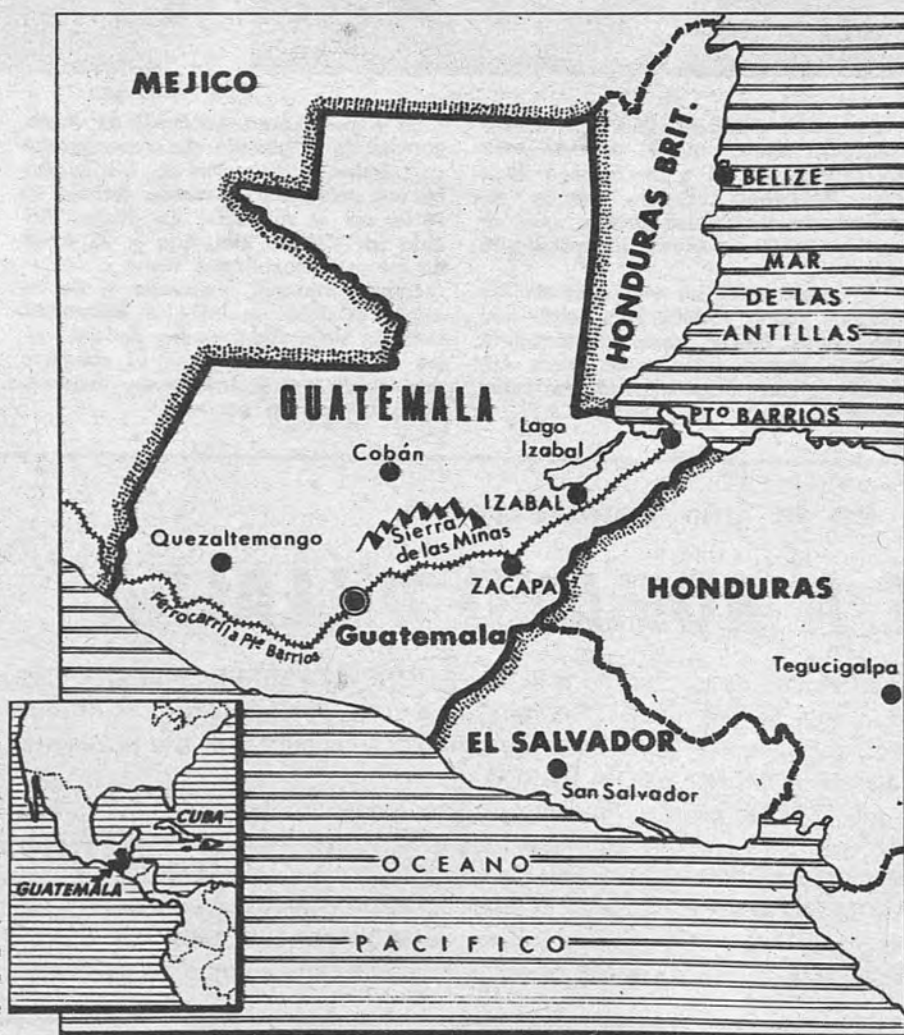 MEJICO
HONDURAS BRIT.
BELIZE
MAR
DE LAS
ANTILLAS
GUATEMALA
Lago
Izabal
PTº BARRIOS
Cobán
IZABAL
Sierra
de las Minas
Quezaltemango
ZACAPA
HONDURAS
Ferrocarril a Pto Barrios
Guatemala
Tegucigalpa
EL SALVADOR
San Salvador
CUBA
GUATEMALA
OCEANO
PACIFICO